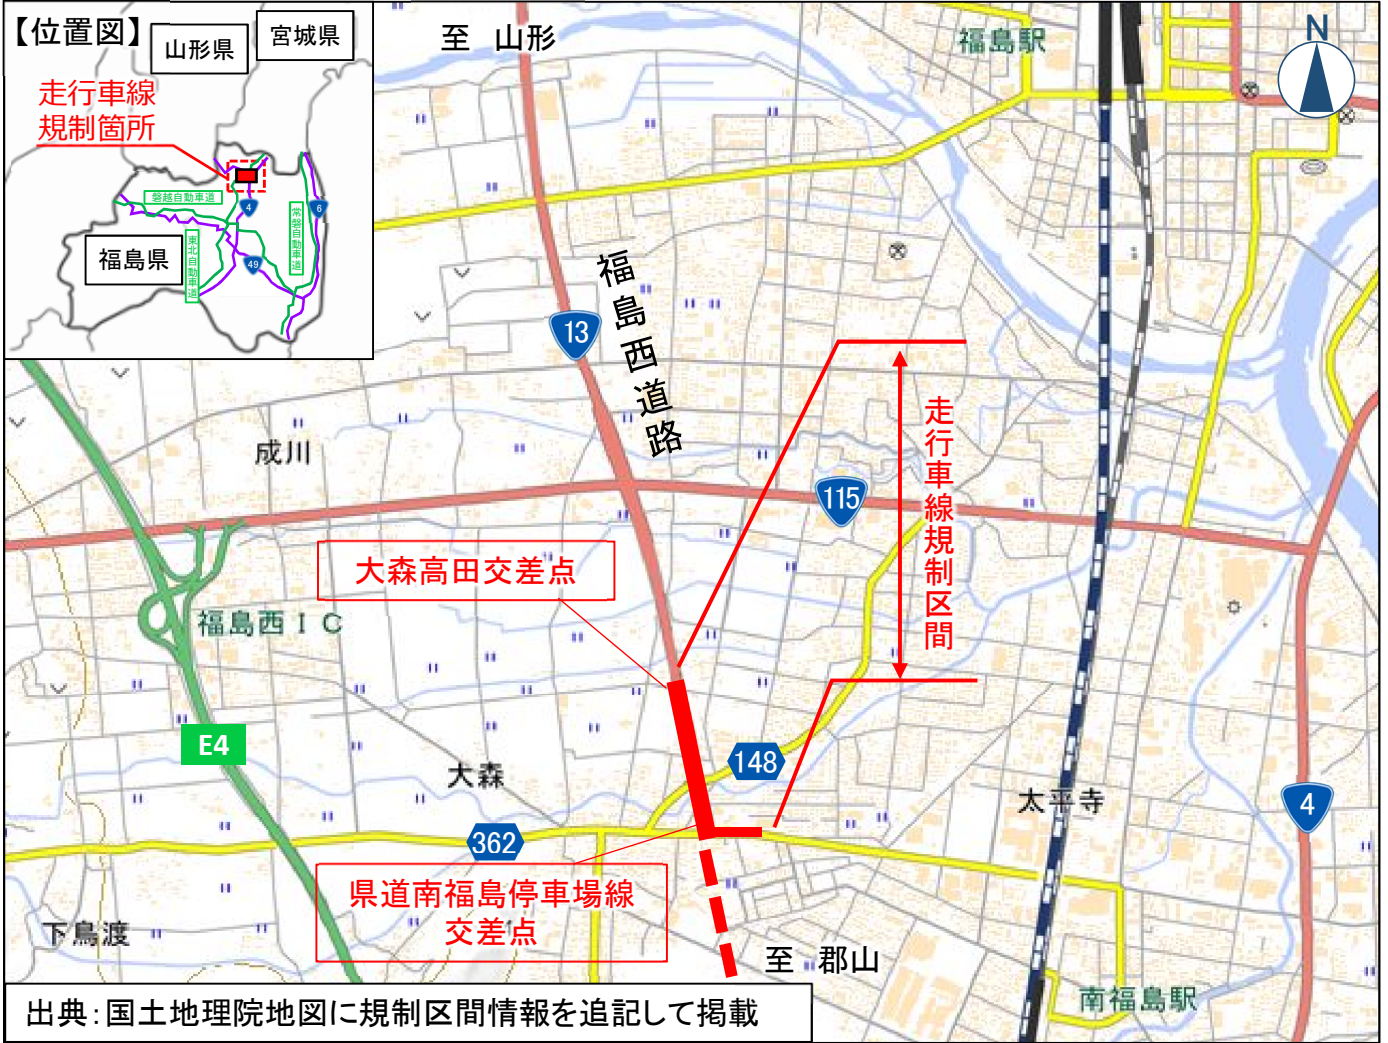 【位置図】
山形県
宮城県
走行車線
規制箇所
磐越自動車道
4
6
常磐自動車道
福島県
東北自動車道
49
至 山形
福島駅
N
13
福島西道路
走行車線規制区間
成川
115
大森高田交差点
福島西IC
E4
148
大森
太平寺
4
362
県道南福島停車場線
交差点
下鳥渡
至 郡山
南福島駅
出典:国土地理院地図に規制区間情報を追記して掲載